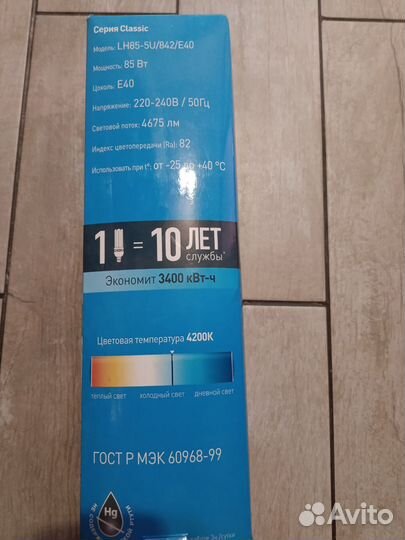 Серия Classic
Модель: LH85-5U/842/E40
Мощность: 85 Вт
Цоколь: E40
Напряжение: 220-240В / 50Гц
Световой поток: 4675 лм
Индекс цветопередачи (Ra): 82
Использовать при t°: от -25 до +40 °C
1 = 10 ЛЕТ
службы*
Экономит 3400 кВт-ч
Цветовая температура 4200K
теплый свет холодный свет дневной свет
ГОСТ Р МЭК 60968-99
Hg
Avito